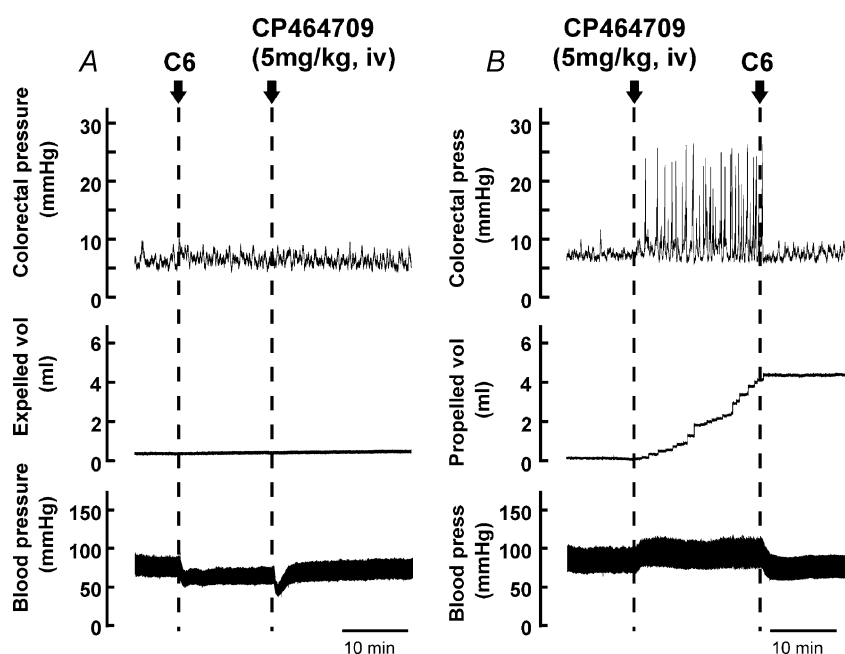 A
C6
CP464709
(5mg/kg, iv)
Colorectal pressure
(mmHg)
30
20
10
0
Expelled vol
(ml)
6
4
2
0
Blood pressure
(mmHg)
150
100
50
0
10 min
B
CP464709
(5mg/kg, iv)
C6
Colorectal press
(mmHg)
30
20
10
0
Propelled vol
(ml)
6
4
2
0
Blood press
(mmHg)
150
100
50
0
10 min